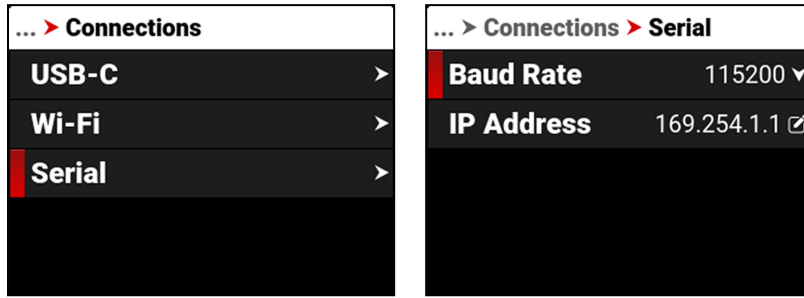 ... > Connections
USB-C
Wi-Fi
Serial
... > Connections > Serial
Baud Rate 115200
IP Address 169.254.1.1